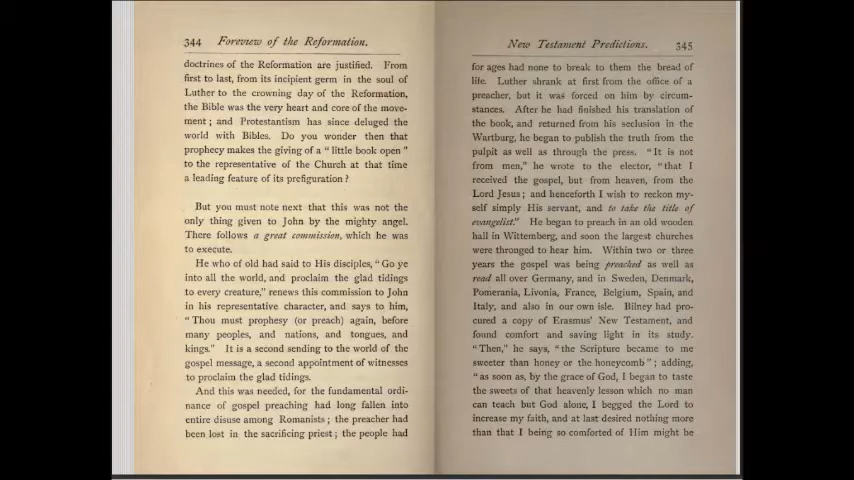 344 Foreview of the Reformation.
doctrines of the Reformation are justified. From
first to last, from its incipient germ in the soul of
Luther to the crowning day of the Reformation,
the Bible was the very heart and core of the move-
ment ; and Protestantism has since deluged the
world with Bibles. Do you wonder then that
prophecy makes the giving of a “ little book open ”
to the representative of the Church at that time
a leading feature of its prefiguration ?
But you must note next that this was not the
only thing given to John by the mighty angel.
There follows a great commission, which he was
to execute.
He who of old had said to His disciples, “ Go ye
into all the world, and proclaim the glad tidings
to every creature,” renews this commission to John
in his representative character, and says to him,
“ Thou must prophesy (or preach) again, before
many peoples, and nations, and tongues, and
kings.” It is a second sending to the world of the
gospel message, a second appointment of witnesses
to proclaim the glad tidings.
And this was needed, for the fundamental ordi-
nance of gospel preaching had long fallen into
entire disuse among Romanists ; the preacher had
been lost in the sacrificing priest ; the people had
New Testament Predictions. 345
for ages had none to break to them the bread of
life. Luther shrank at first from the office of a
preacher, but it was forced on him by circum-
stances. After he had finished his translation of
the book, and returned from his seclusion in the
Wartburg, he began to publish the truth from the
pulpit as well as through the press. “ It is not
from men,” he wrote to the elector, “ that I
received the gospel, but from heaven, from the
Lord Jesus ; and henceforth I wish to reckon my-
self simply His servant, and to take the title of
evangelist.” He began to preach in an old wooden
hall in Wittemberg, and soon the largest churches
were thronged to hear him. Within two or three
years the gospel was being preached as well as
read all over Germany, and in Sweden, Denmark,
Pomerania, Livonia, France, Belgium, Spain, and
Italy, and also in our own isle. Bilney had pro-
cured a copy of Erasmus’ New Testament, and
found comfort and saving light in its study.
“ Then,” he says, “ the Scripture became to me
sweeter than honey or the honeycomb ” ; adding,
“ as soon as, by the grace of God, I began to taste
the sweets of that heavenly lesson which no man
can teach but God alone, I begged the Lord to
increase my faith, and at last desired nothing more
than that I being so comforted of Him might be